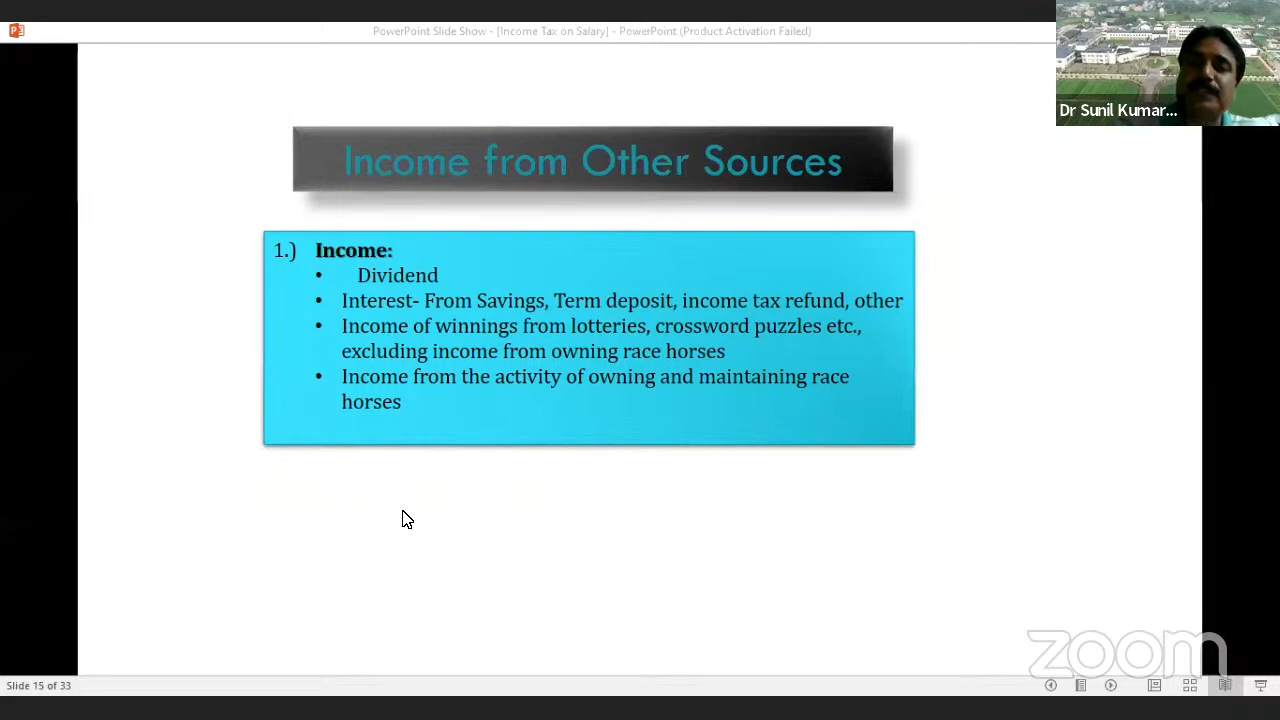 PowerPoint Slide Show - [Income Tax on Salary] - PowerPoint (Product Activation Failed)
Dr Sunil Kumar...
Income from Other Sources
1.) Income:
• Dividend
• Interest- From Savings, Term deposit, income tax refund, other
• Income of winnings from lotteries, crossword puzzles etc.,
excluding income from owning race horses
• Income from the activity of owning and maintaining race
horses
zoom
Slide 15 of 33